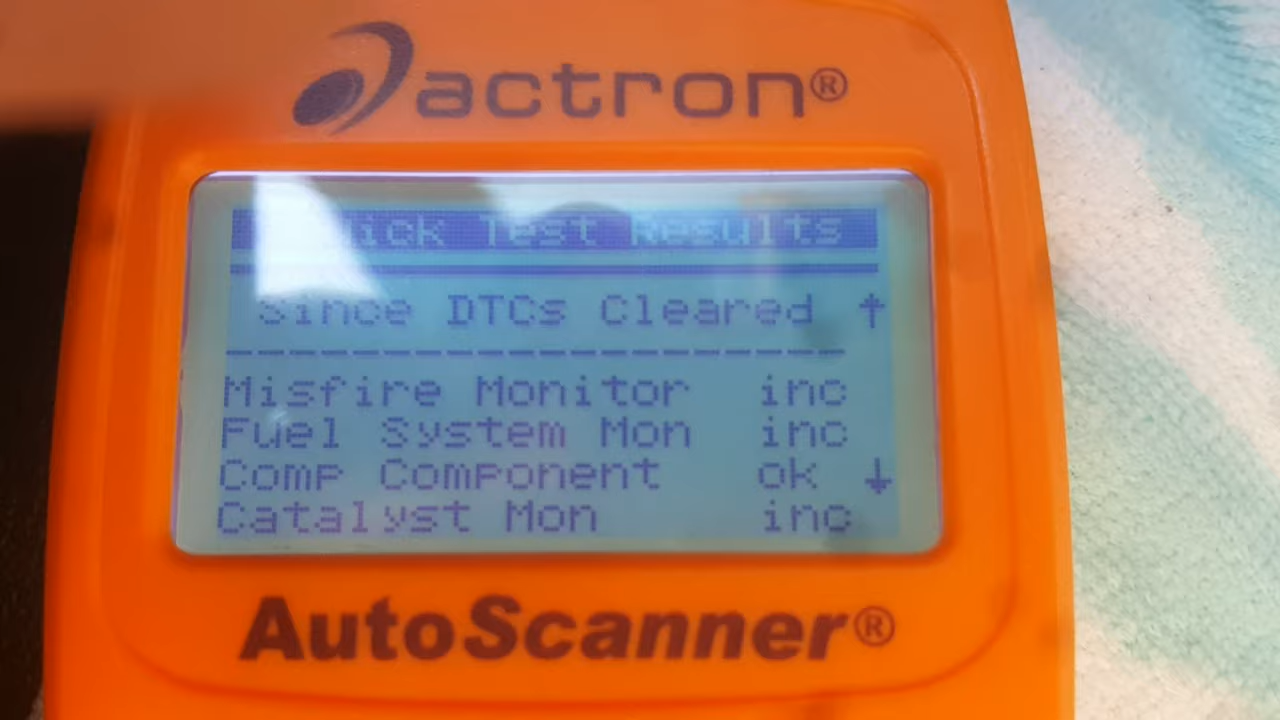 actron®
Test Results
Since DTCs Cleared ↑
Misfire Monitor inc
Fuel System Mon inc
Comp Component ok ↓
Catalyst Mon inc
AutoScanner®